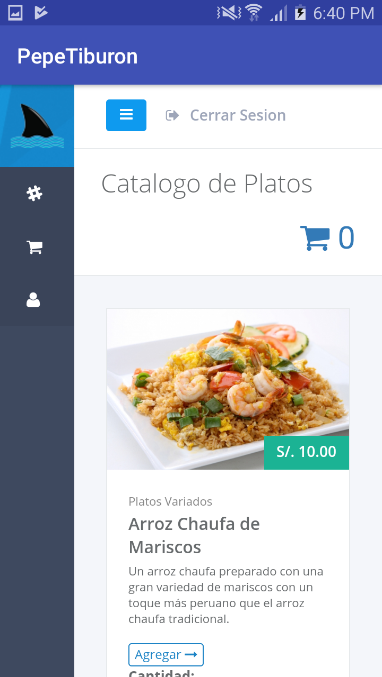 6:40 PM
PepeTiburon
Cerrar Sesion
Catalogo de Platos
0
S/. 10.00
Platos Variados
Arroz Chaufa de
Mariscos
Un arroz chaufa preparado con una
gran variedad de mariscos con un
toque más peruano que el arroz
chaufa tradicional.
Agregar
Cantidad: